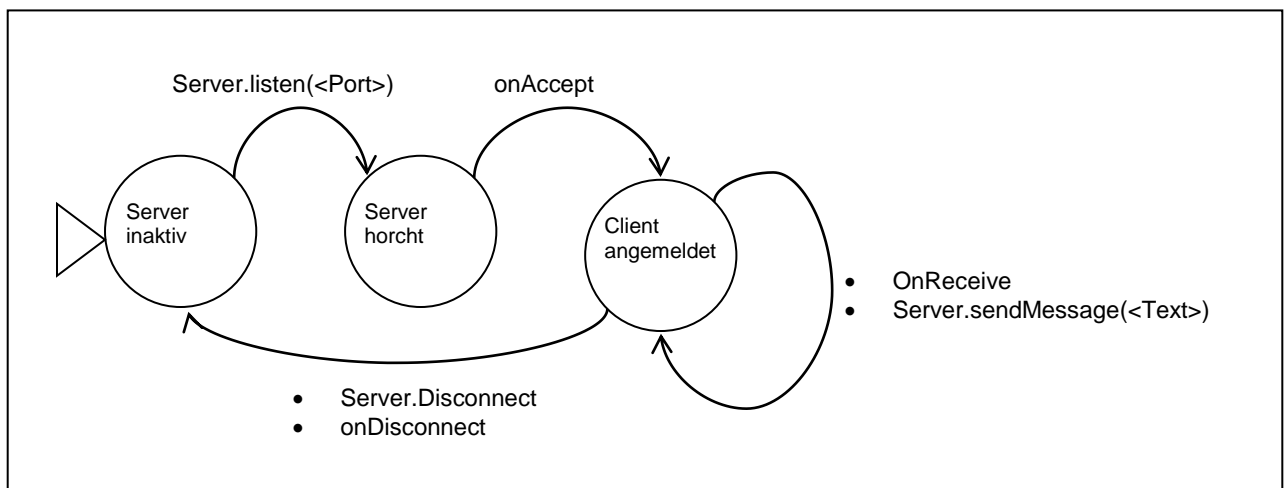 Server.listen(<Port>)
onAccept
Server
inaktiv
Server
horcht
Client
angemeldet
• OnReceive
• Server.sendMessage(<Text>)
• Server.Disconnect
• onDisconnect